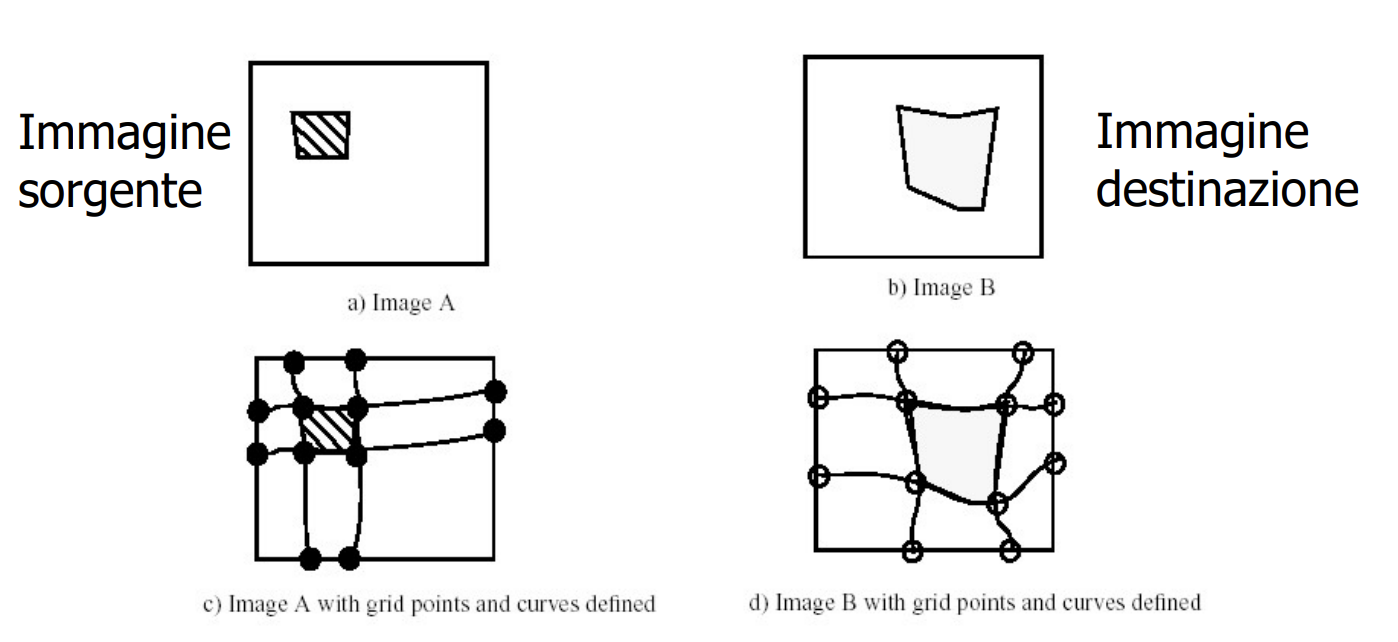 Immagine
sorgente
Immagine
destinazione
a) Image A
b) Image B
c) Image A with grid points and curves defined
d) Image B with grid points and curves defined